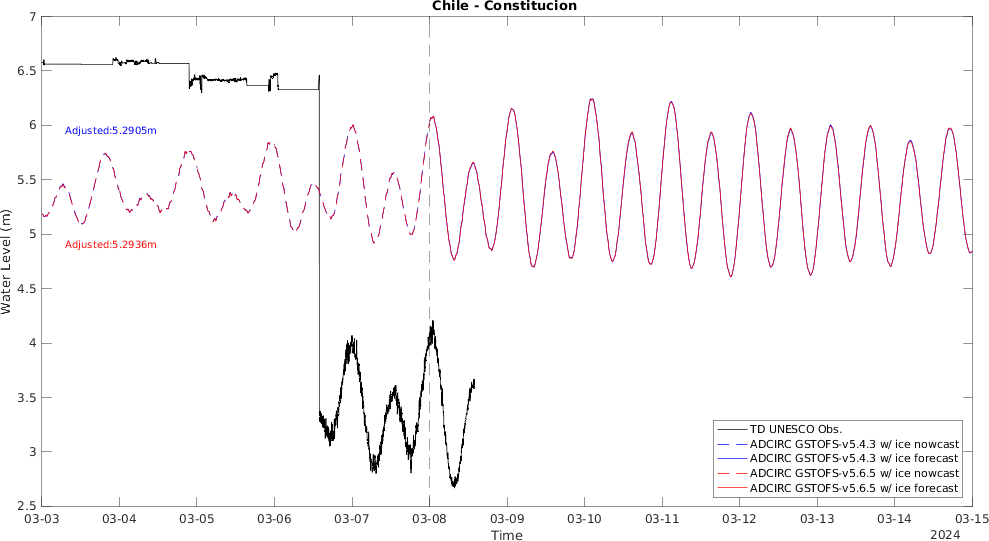 Chile - Constitucion
7
6.5
6
5.5
5
4.5
4
3.5
3
2.5
Water Level (m)
Adjusted:5.2905m
Adjusted:5.2936m
TD UNESCO Obs.
ADCIRC GSTOFS-v5.4.3 w/ ice nowcast
ADCIRC GSTOFS-v5.4.3 w/ ice forecast
ADCIRC GSTOFS-v5.6.5 w/ ice nowcast
ADCIRC GSTOFS-v5.6.5 w/ ice forecast
03-03 03-04 03-05 03-06 03-07 03-08 03-09 03-10 03-11 03-12 03-13 03-14 03-15
Time
2024